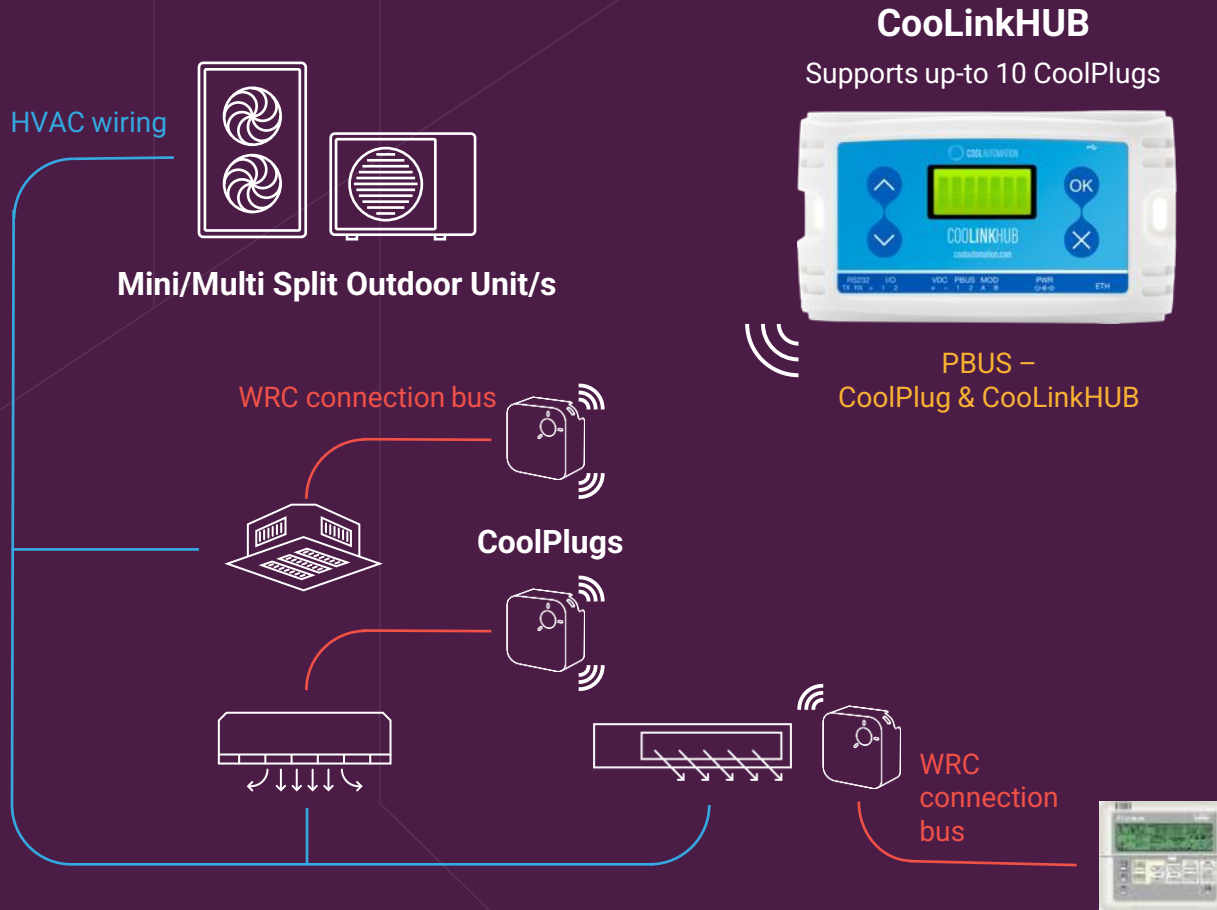 CooLinkHUB
Supports up-to 10 CoolPlugs
HVAC wiring
COOLAUTOMATION
OK
COOLINKHUB
coolautomation.com
RS232 I/O VDC PBUS MOD PWR
TX RX + 1 2 + - 1 2 A B ETH
Mini/Multi Split Outdoor Unit/s
PBUS –
CoolPlug & CooLinkHUB
WRC connection bus
CoolPlugs
WRC
connection
bus